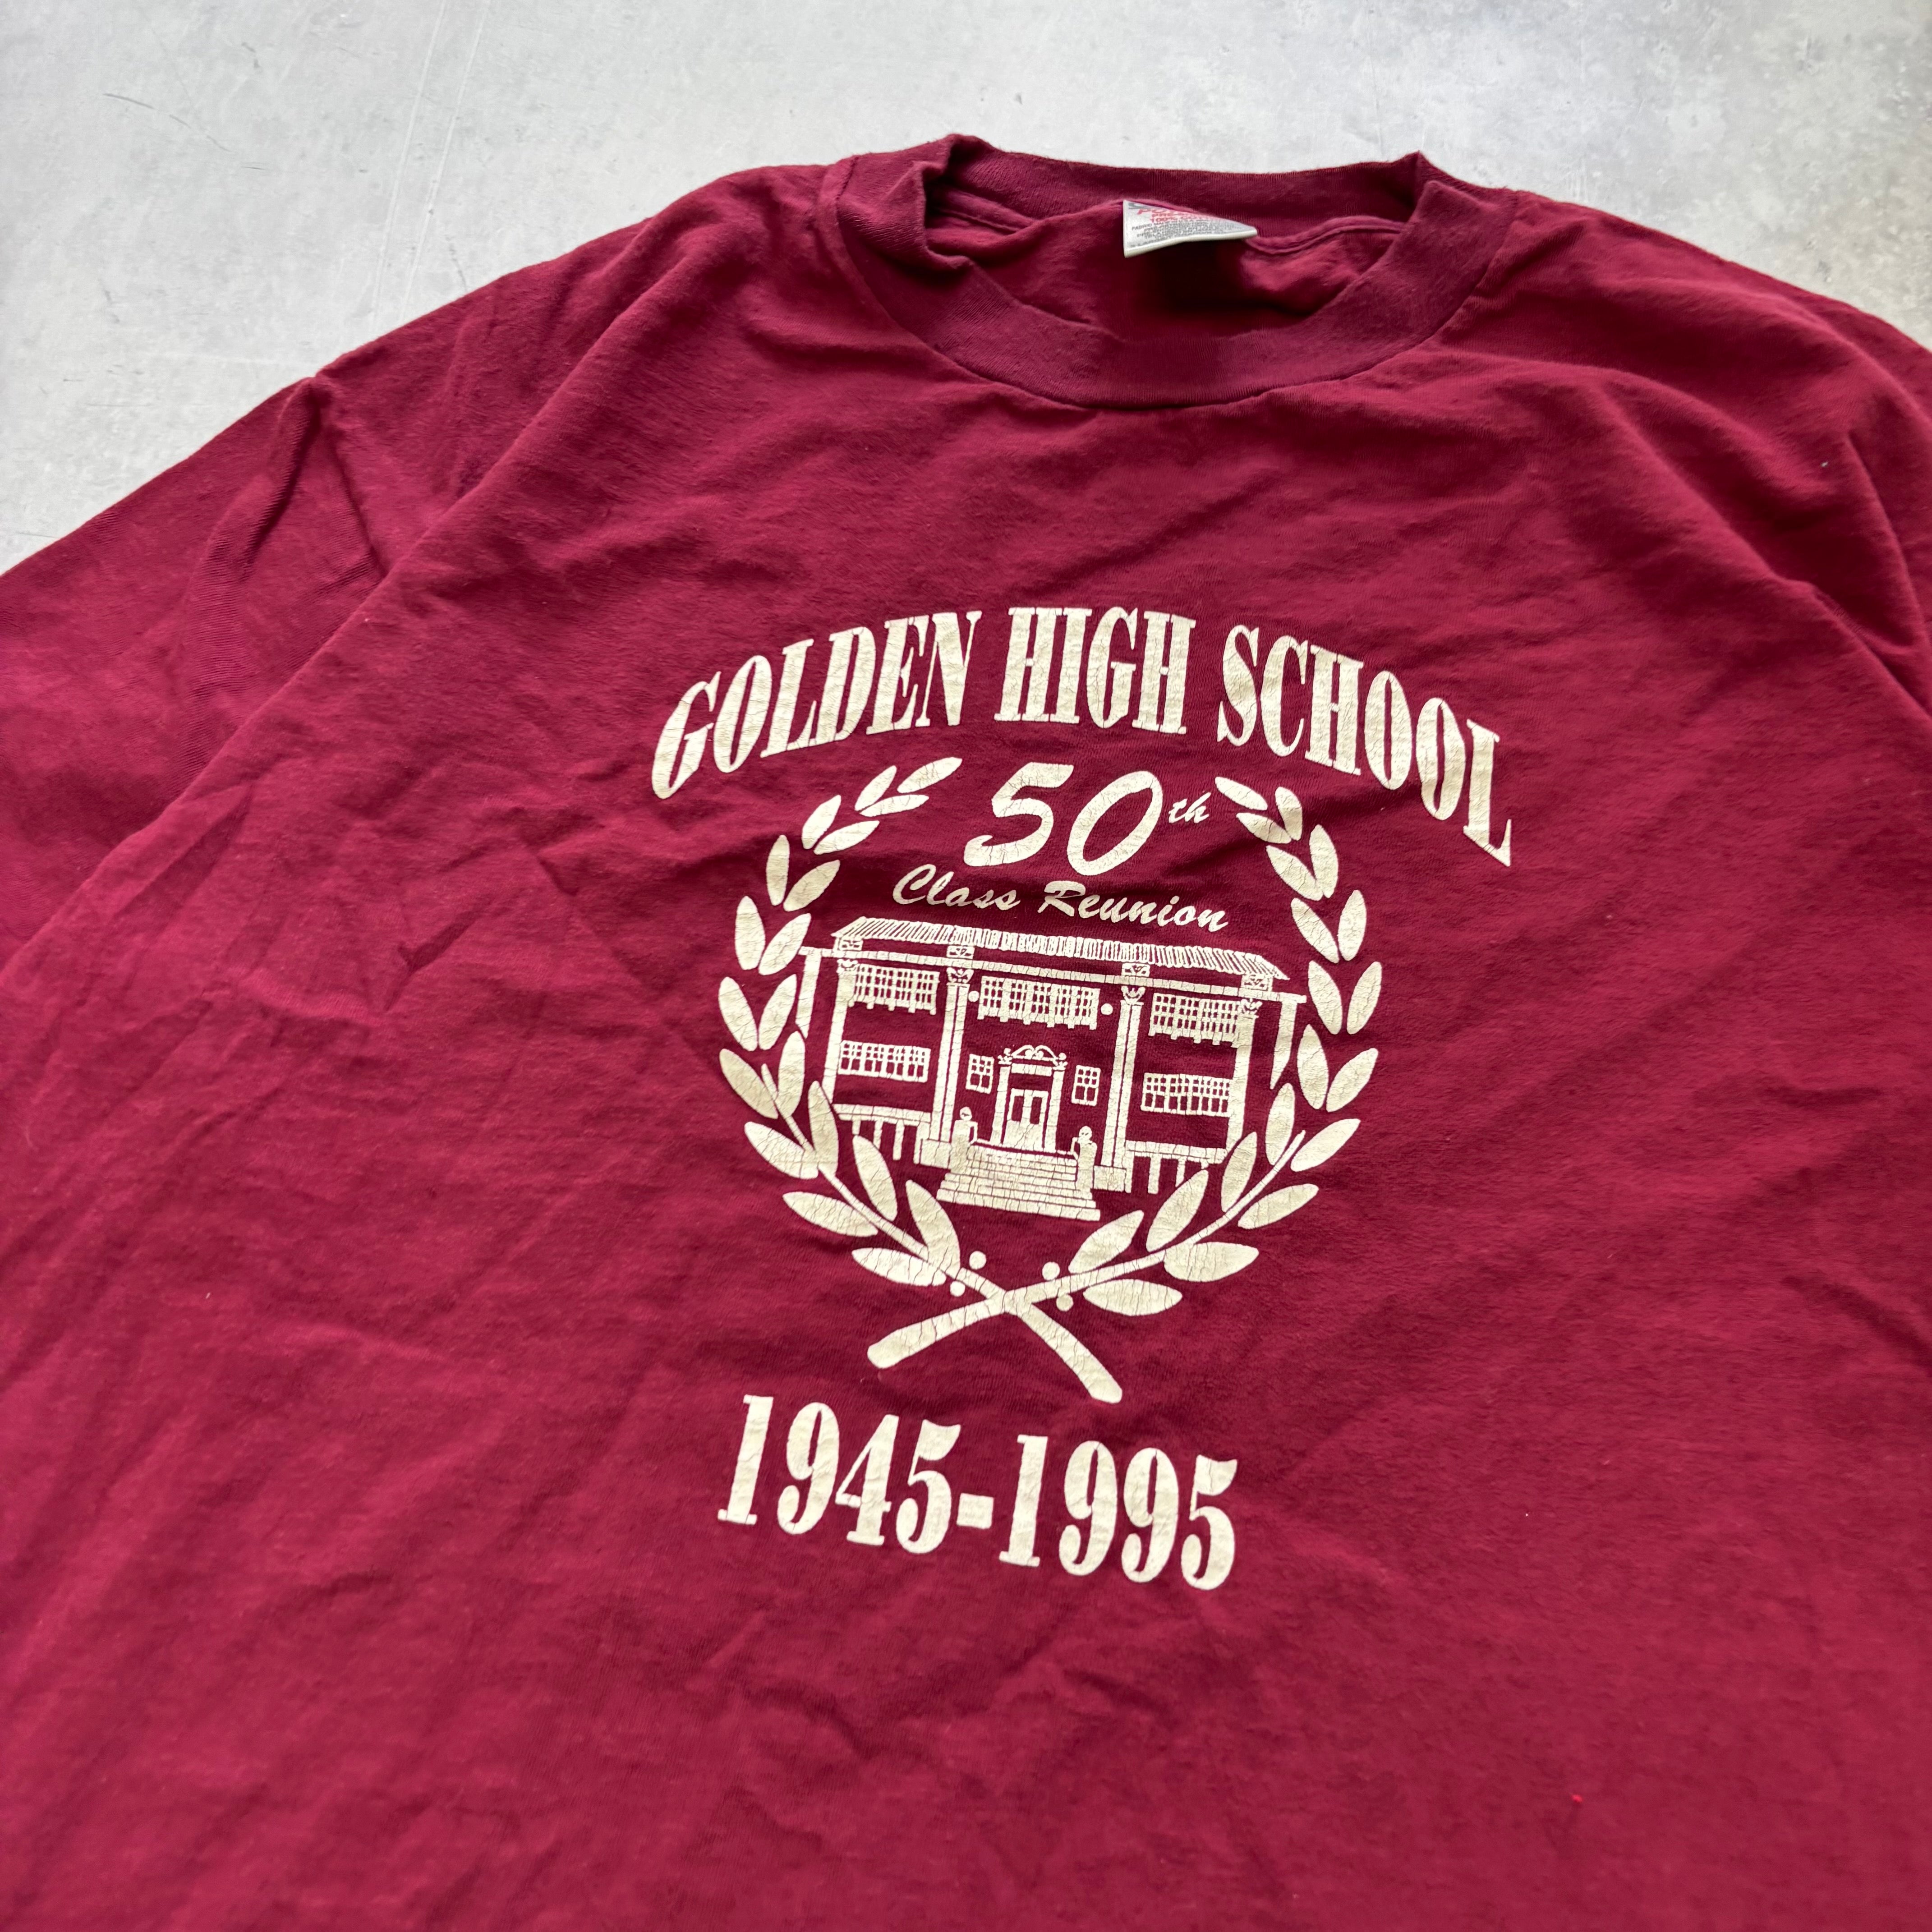 GOLDEN HIGH SCHOOL
50th
Class Reunion
1945-1995